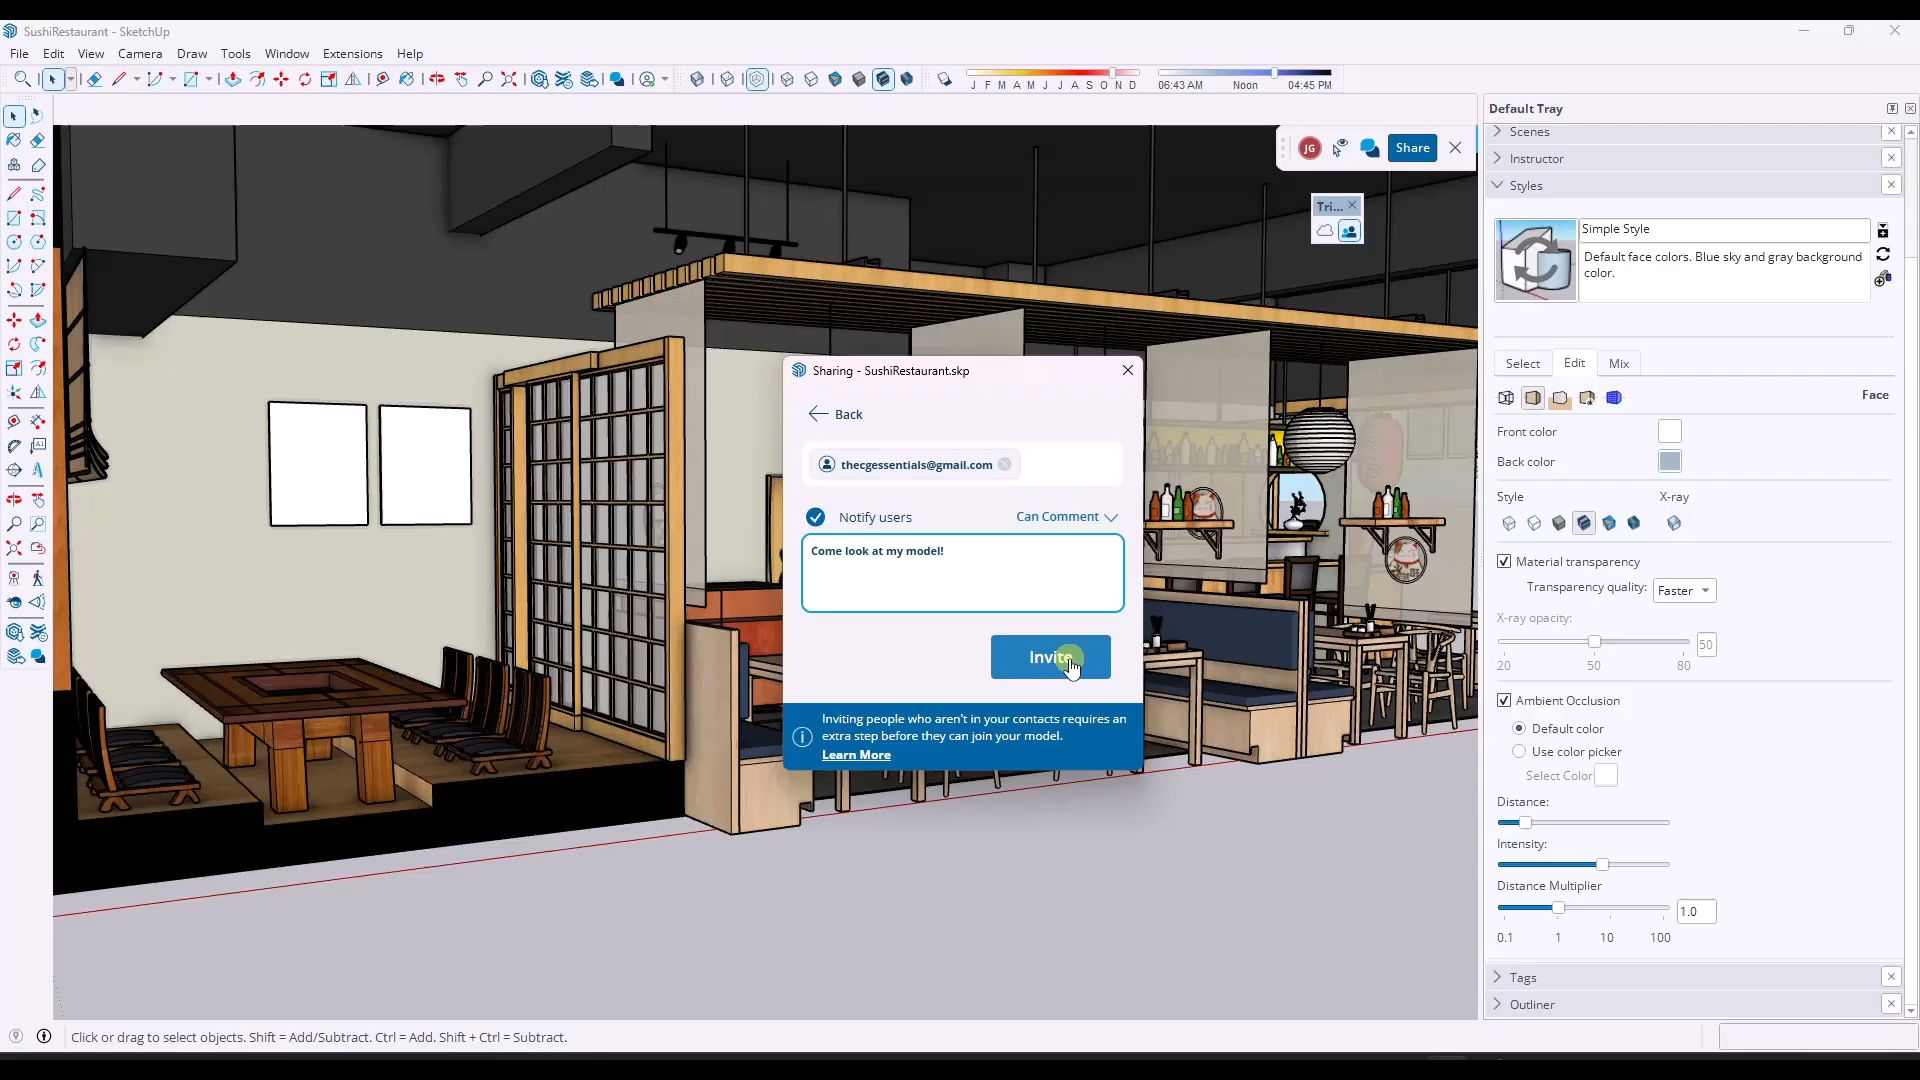 SushiRestaurant - SketchUp
File Edit View Camera Draw Tools Window Extensions Help
J F M A M J J A S O N D
06:43 AM Noon 04:45 PM
Default Tray
Scenes
Instructor
Styles
JG Share
Tri...
Simple Style
Default face colors. Blue sky and gray background
color.
Select Edit Mix
Face
Front color
Back color
Style X-ray
Material transparency
Transparency quality: Faster
X-ray opacity:
50
20 50 80
Ambient Occlusion
Default color
Use color picker
Select Color
Distance:
Intensity:
Distance Multiplier
1.0
0.1 1 10 100
Tags
Outliner
Sharing - SushiRestaurant.skp
Back
thecgessentials@gmail.com
Notify users Can Comment
Come look at my model!
Invite
Inviting people who aren't in your contacts requires an
extra step before they can join your model.
Learn More
Click or drag to select objects. Shift = Add/Subtract. Ctrl = Add. Shift + Ctrl = Subtract.